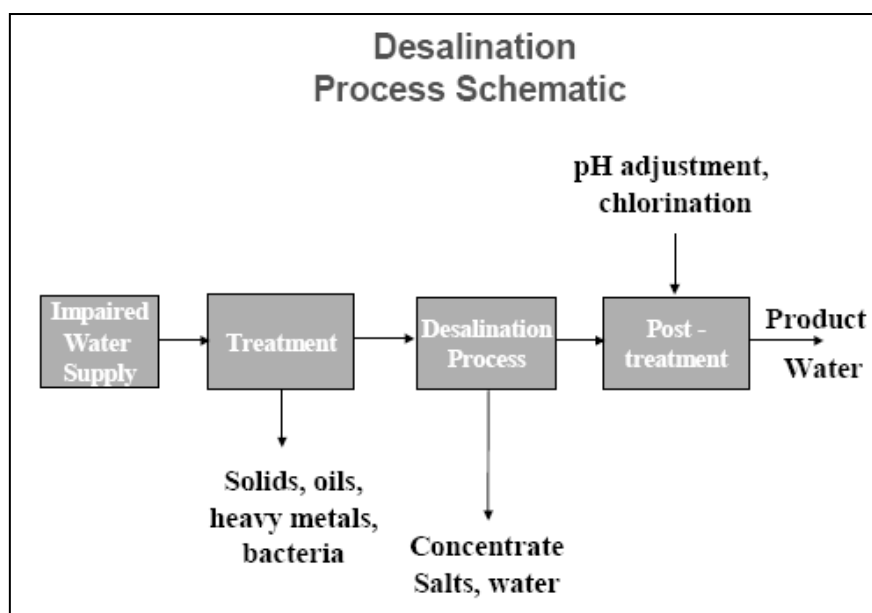 Desalination
Process Schematic
pH adjustment,
chlorination
Impaired
Water
Supply
Treatment
Desalination
Process
Post -
treatment
Product
Water
Solids, oils,
heavy metals,
bacteria
Concentrate
Salts, water